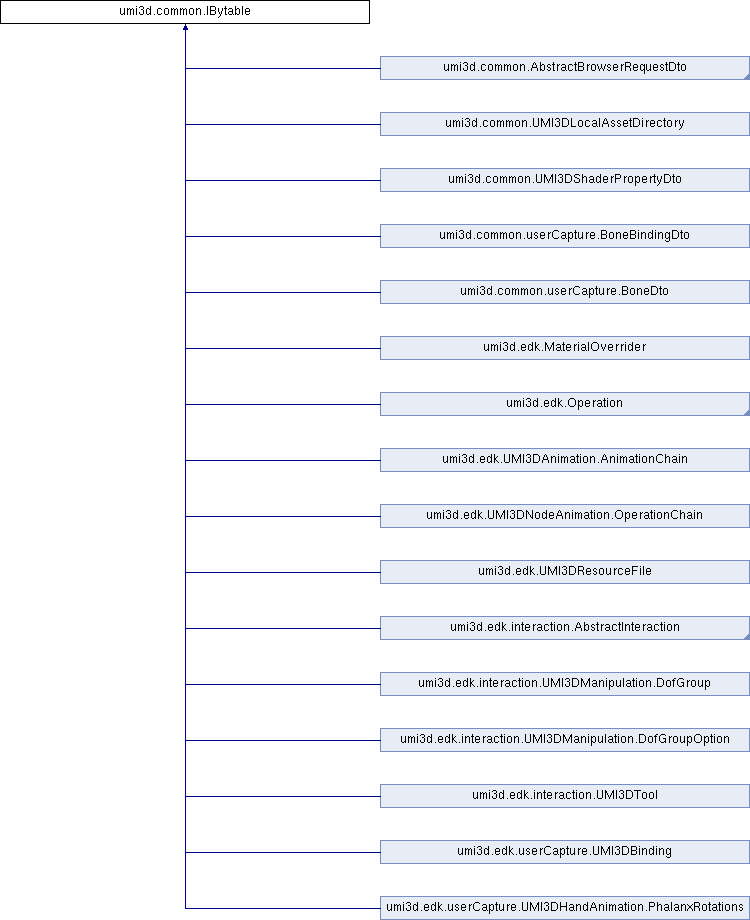 umi3d.common.IBytable
umi3d.common.AbstractBrowserRequestDto
umi3d.common.UMI3DLocalAssetDirectory
umi3d.common.UMI3DShaderPropertyDto
umi3d.common.userCapture.BoneBindingDto
umi3d.common.userCapture.BoneDto
umi3d.edk.MaterialOverrider
umi3d.edk.Operation
umi3d.edk.UMI3DAnimation.AnimationChain
umi3d.edk.UMI3DNodeAnimation.OperationChain
umi3d.edk.UMI3DResourceFile
umi3d.edk.interaction.AbstractInteraction
umi3d.edk.interaction.UMI3DManipulation.DofGroup
umi3d.edk.interaction.UMI3DManipulation.DofGroupOption
umi3d.edk.interaction.UMI3DTool
umi3d.edk.userCapture.UMI3DBinding
umi3d.edk.userCapture.UMI3DHandAnimation.PhalanxRotations